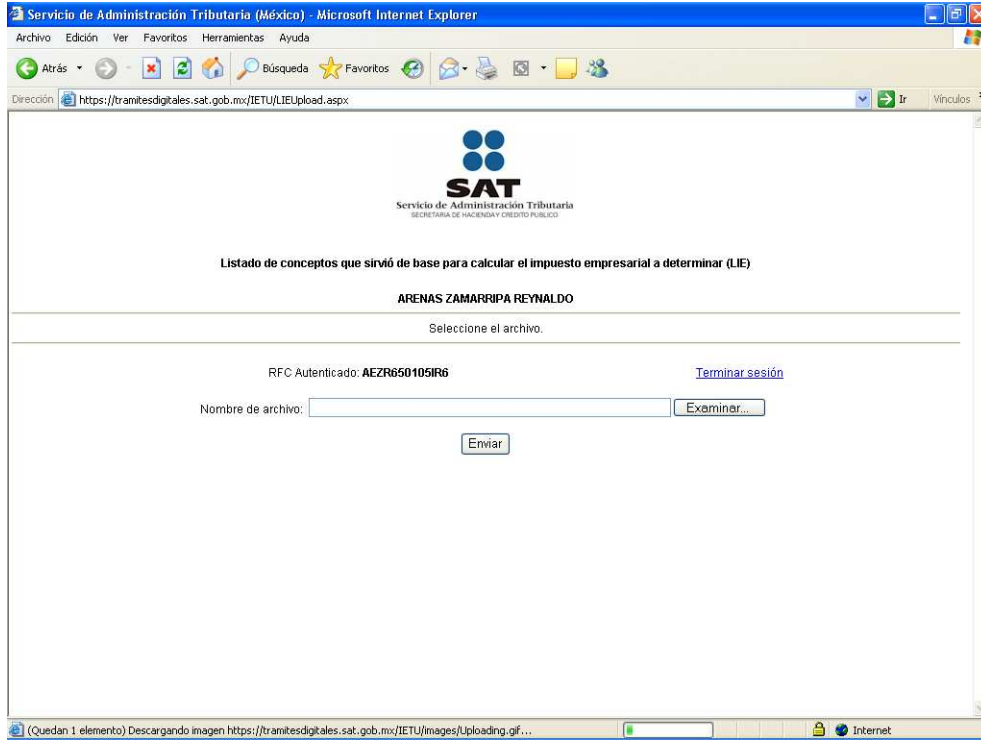 Servicio de Administración Tributaria (México) - Microsoft Internet Explorer
Archivo Edición Ver Favoritos Herramientas Ayuda
Atrás Búsqueda Favoritos
Dirección https://tramitesdigitales.sat.gob.mx/IETU/LIEUpload.aspx Ir Vínculos
SAT
Servicio de Administración Tributaria
SECRETARIA DE HACIENDA Y CREDITO PUBLICO
Listado de conceptos que sirvió de base para calcular el impuesto empresarial a determinar (LIE)
ARENAS ZAMARRIPA REYNALDO
Seleccione el archivo.
RFC Autenticado: AEZR650105IR6 Terminar sesión
Nombre de archivo: Examinar...
Enviar
(Quedan 1 elemento) Descargando imagen https://tramitesdigitales.sat.gob.mx/IETU/images/Uploading.gif... Internet